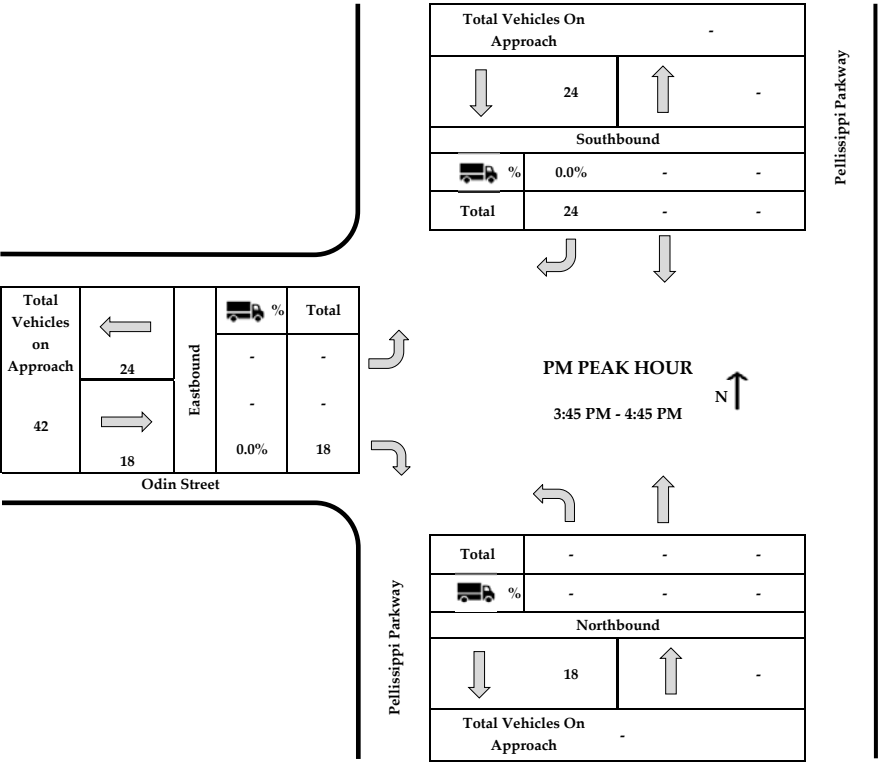 Total Vehicles On
Approach
-
24
-
Southbound
% 0.0% - -
Total 24 - -
Pellissippi Parkway
Total
Vehicles
on
Approach
42
24
18
Eastbound
% Total
- -
- -
0.0% 18
Odin Street
PM PEAK HOUR
3:45 PM - 4:45 PM
N
Total - - -
% - - -
Northbound
18
-
Total Vehicles On
Approach
-
Pellissippi Parkway